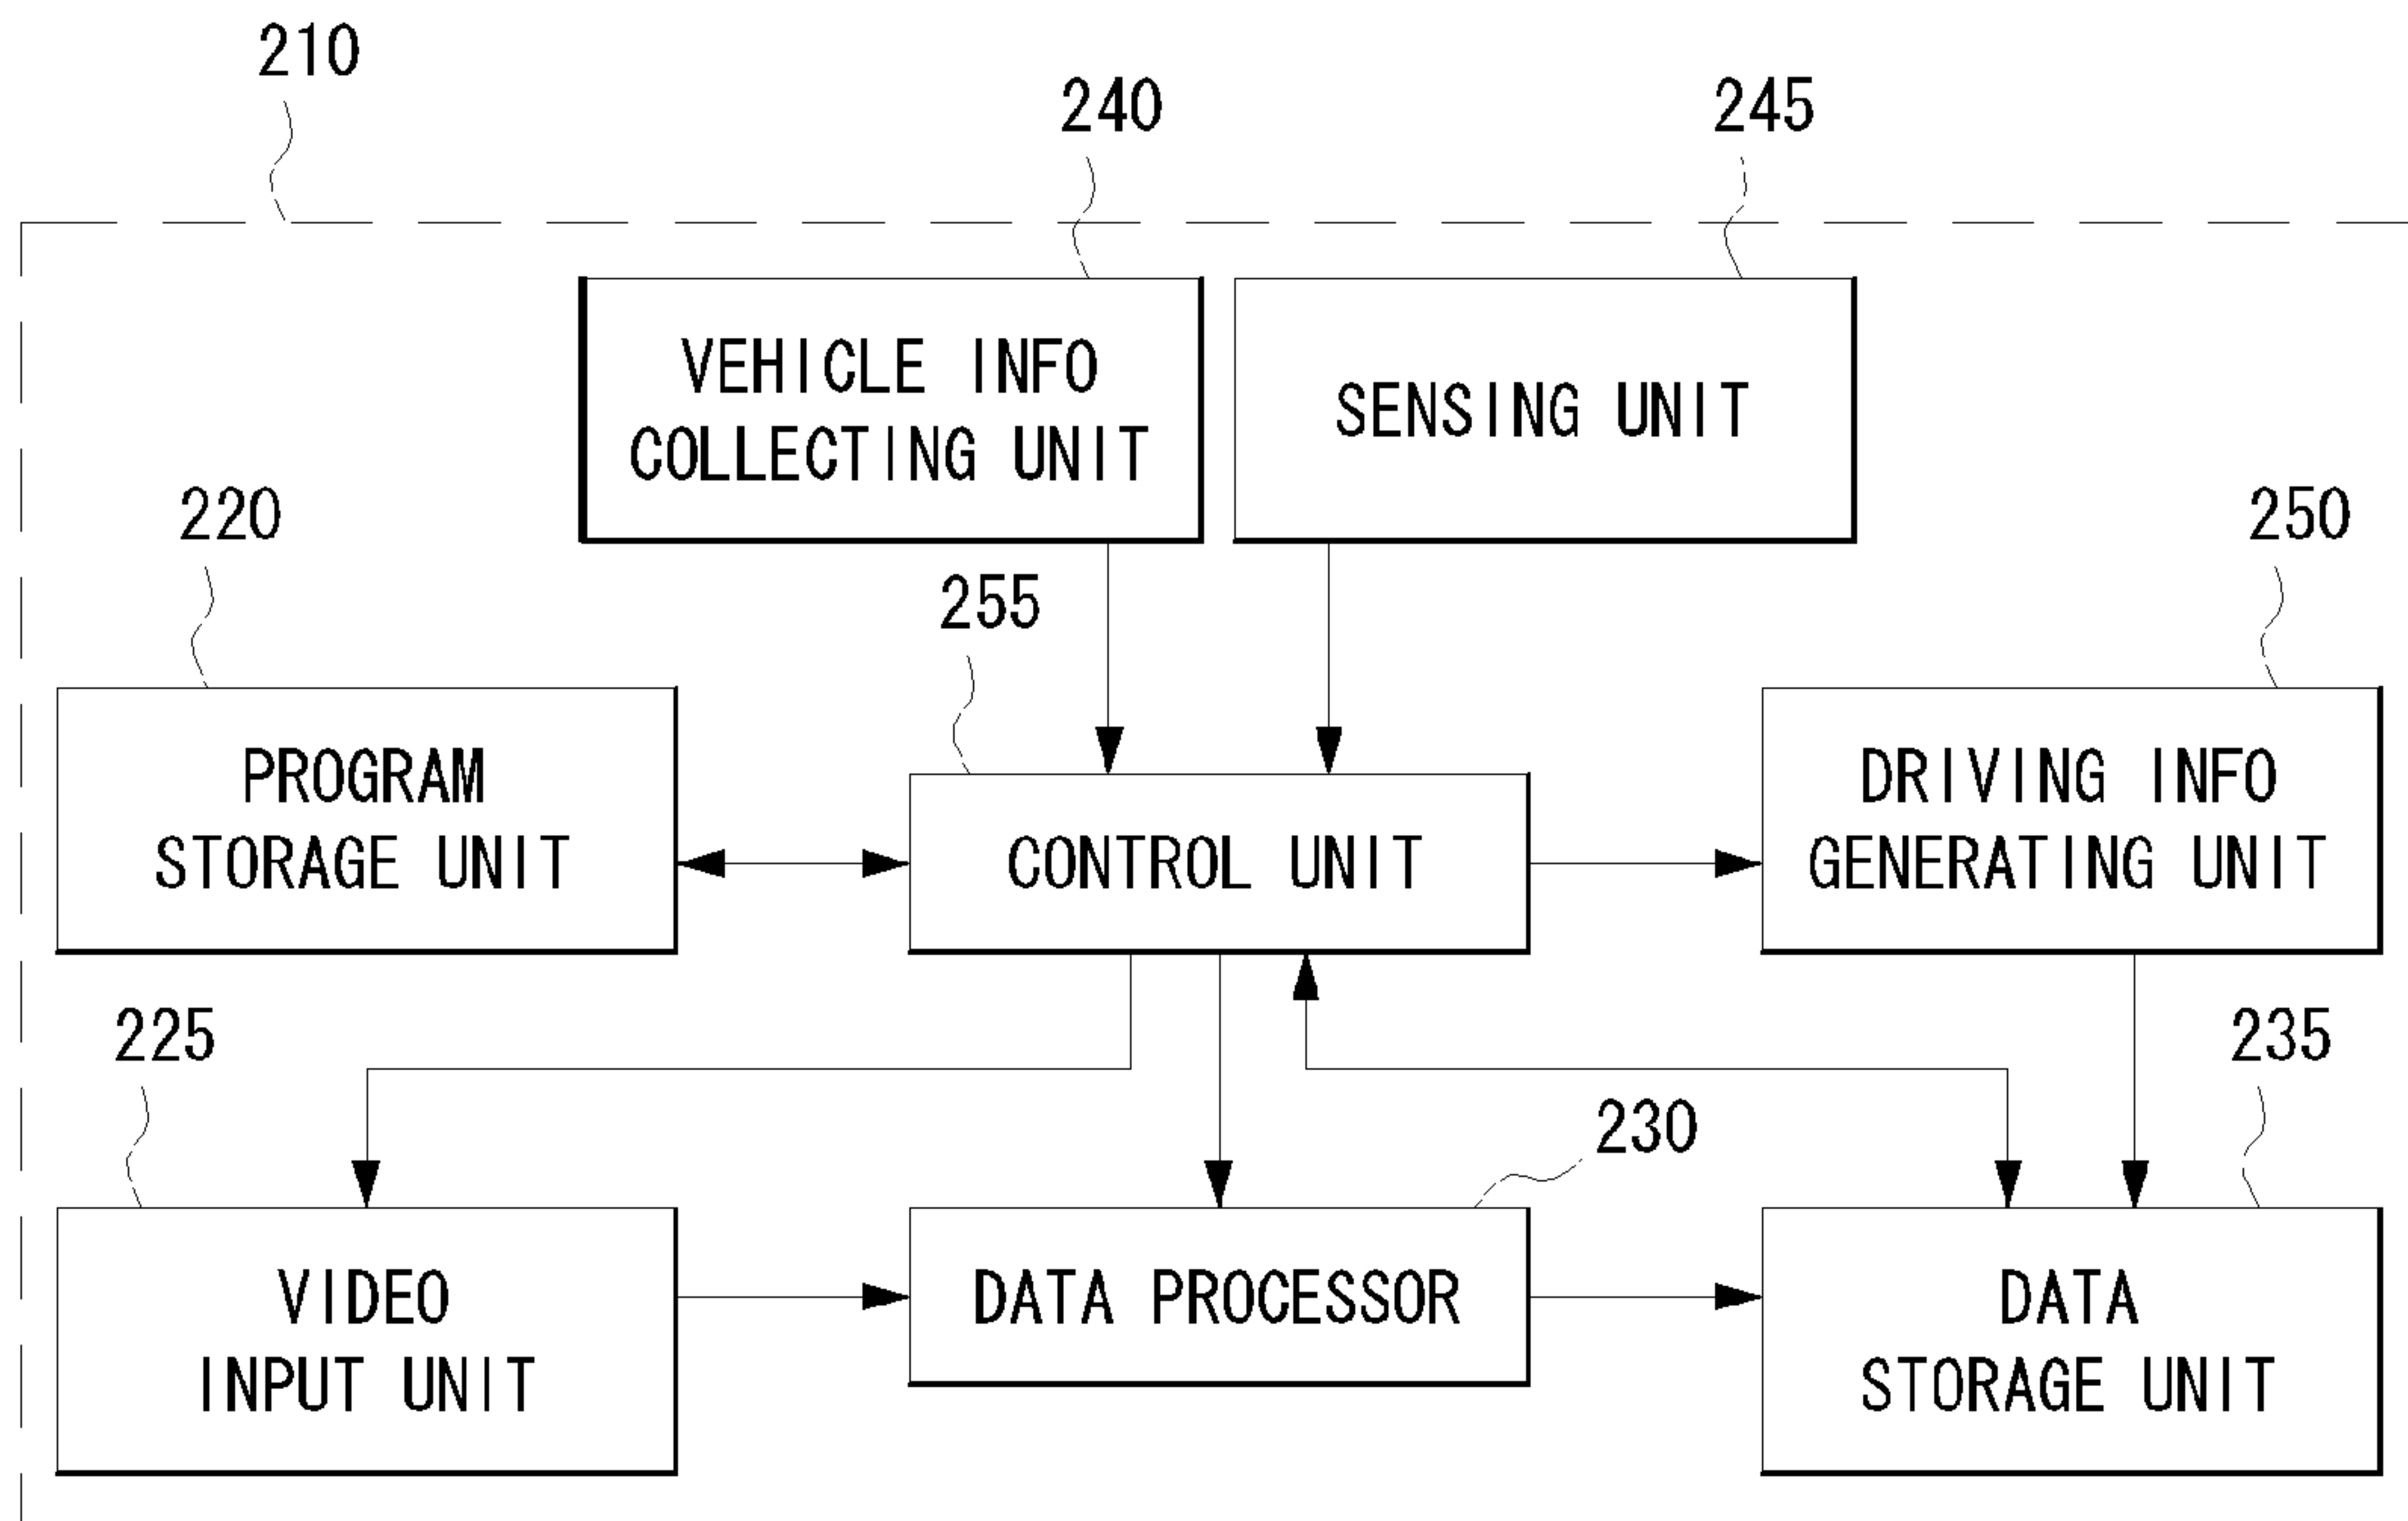 210
240
245
VEHICLE INFO
COLLECTING UNIT
SENSING UNIT
220
250
255
PROGRAM
STORAGE UNIT
CONTROL UNIT
DRIVING INFO
GENERATING UNIT
225
235
230
VIDEO
INPUT UNIT
DATA PROCESSOR
DATA
STORAGE UNIT